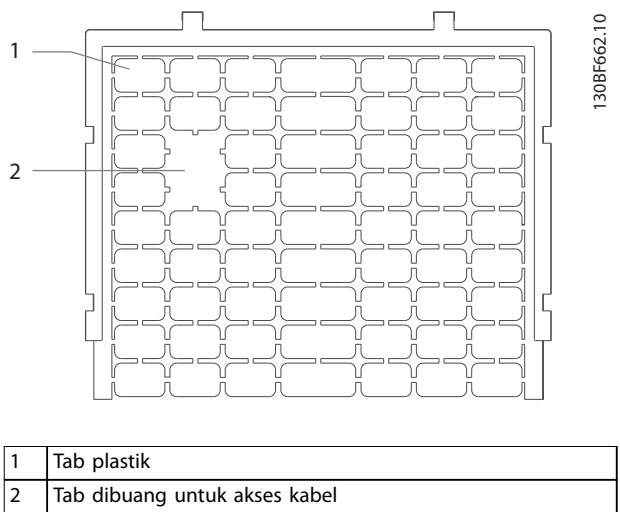 130BF662.10
1
2
1 Tab plastik
2 Tab dibuang untuk akses kabel